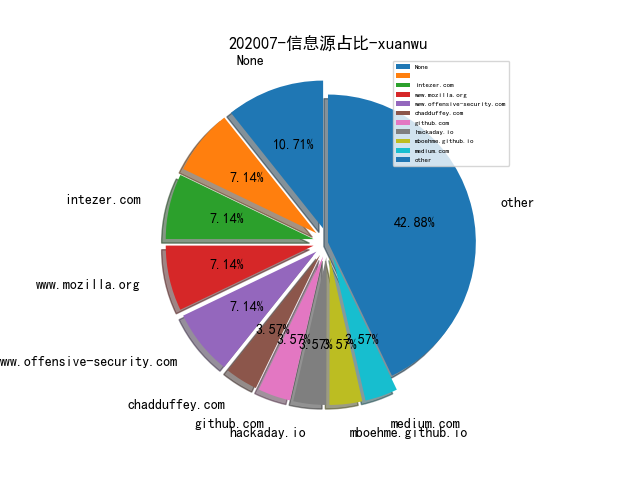 202007-信息源占比-xuanwu
None
other
intezer.com
www.mozilla.org
www.offensive-security.com
chadduffey.com
github.com
hackaday.io
mboehme.github.io
medium.com
10.71%
7.14%
7.14%
7.14%
7.14%
3.57%
3.57%
3.57%
3.57%
3.57%
42.88%
None
intezer.com
www.mozilla.org
www.offensive-security.com
chadduffey.com
github.com
hackaday.io
mboehme.github.io
medium.com
other